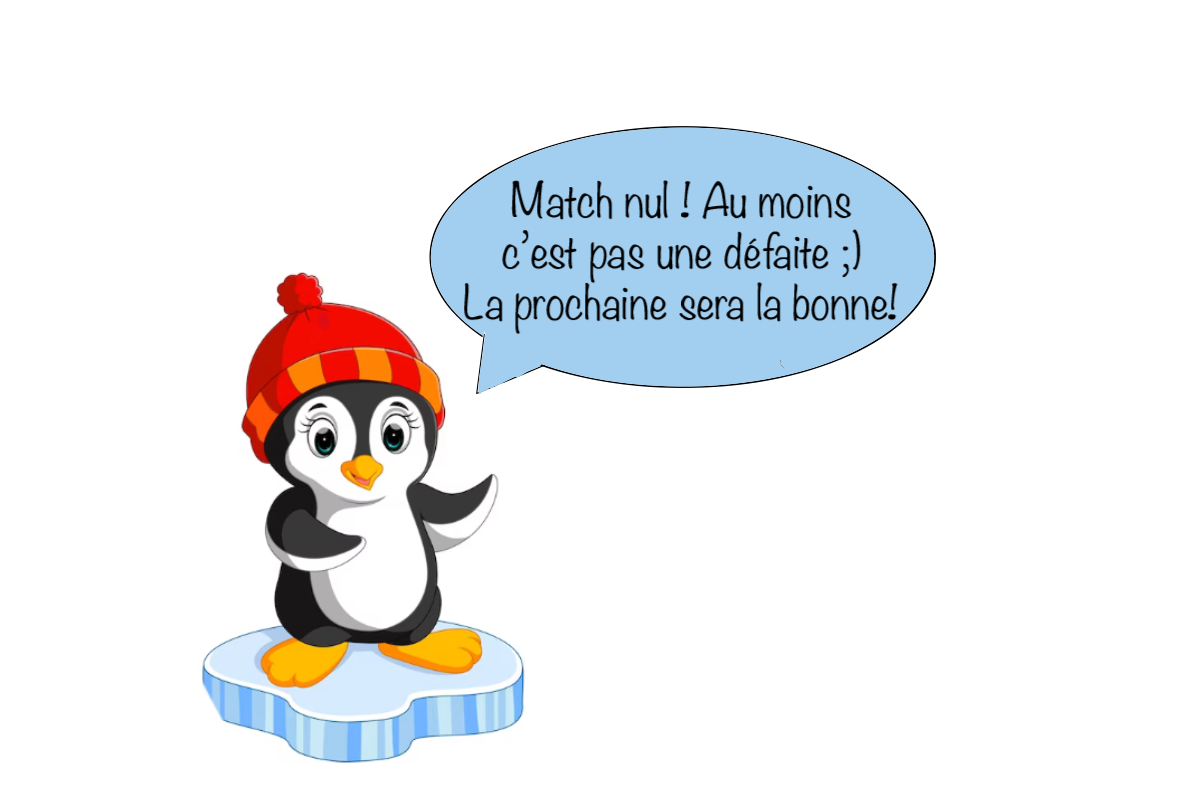 Match nul ! Au moins
c'est pas une défaite ;)
La prochaine sera la bonne!